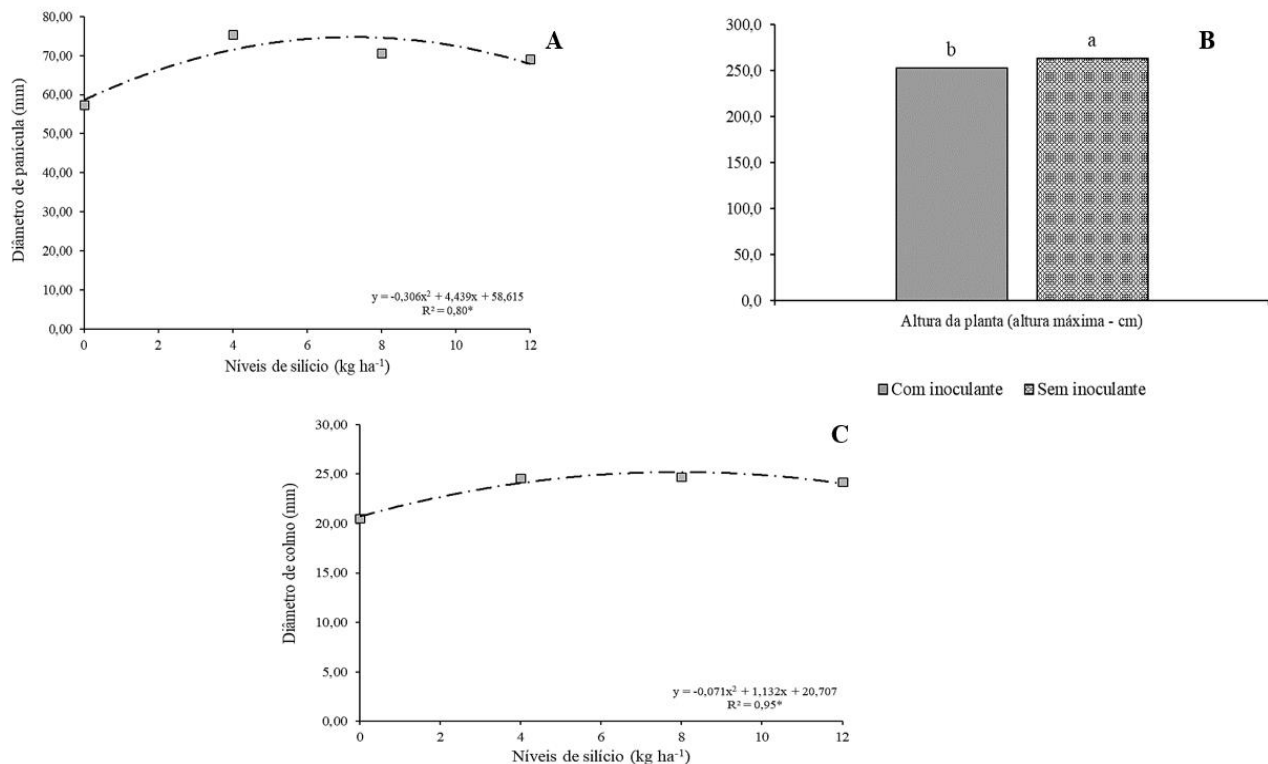 A
Diâmetro de panícula (mm)
80,00
70,00
60,00
50,00
40,00
30,00
20,00
10,00
0,00
y = -0,306x² + 4,439x + 58,615
R² = 0,80*
0 2 4 6 8 10 12
Níveis de silício (kg ha⁻¹)
B
300,0
250,0
200,0
150,0
100,0
50,0
0,0
b a
Altura da planta (altura máxima - cm)
Com inoculante Sem inoculante
C
Diâmetro de colmo (mm)
30,00
25,00
20,00
15,00
10,00
5,00
0,00
y = -0,071x² + 1,132x + 20,707
R² = 0,95*
0 2 4 6 8 10 12
Níveis de silício (kg ha⁻¹)